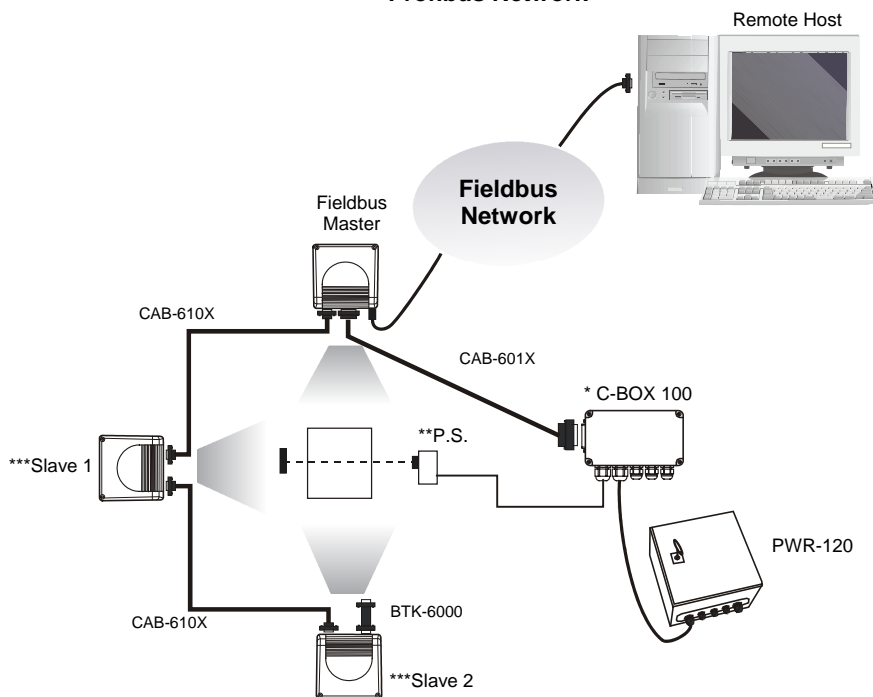 Remote Host
Fieldbus
Network
Fieldbus
Master
CAB-610X
CAB-601X
* C-BOX 100
**P.S.
***Slave 1
PWR-120
CAB-610X
BTK-6000
***Slave 2